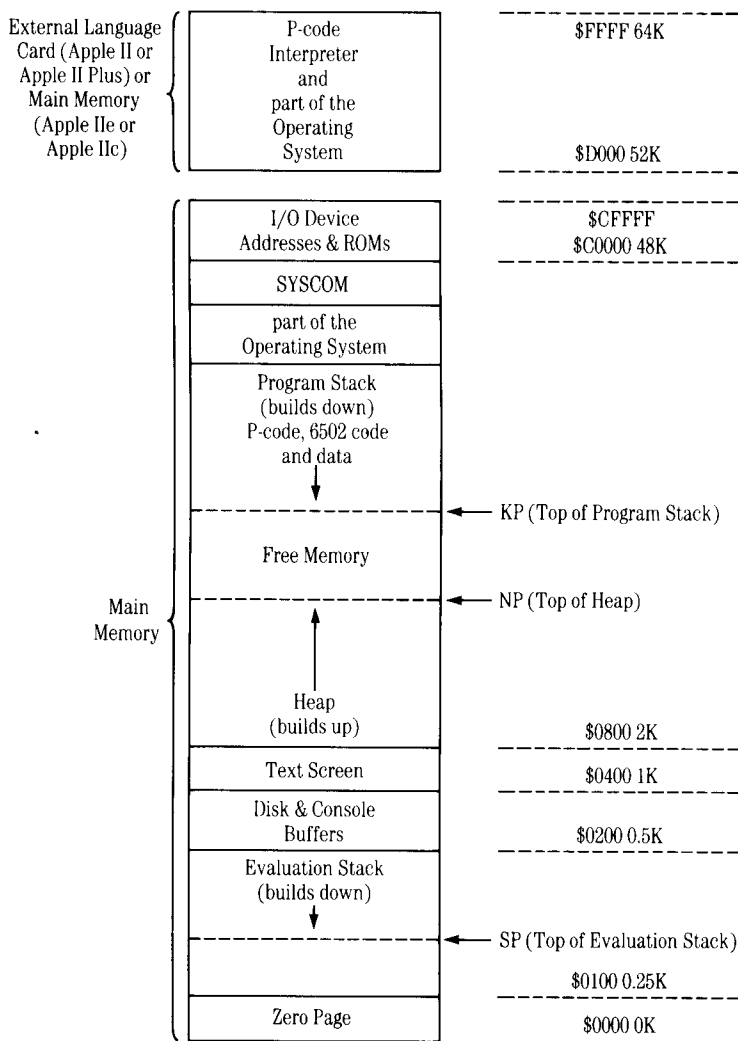 External Language
Card (Apple II or
Apple II Plus) or
Main Memory
(Apple IIe or
Apple IIc)
P-code
Interpreter
and
part of the
Operating
System
$FFFF 64K
$D000 52K
I/O Device
Addresses & ROMs
$CFFFF
$C0000 48K
SYSCOM
part of the
Operating System
Program Stack
(builds down)
P-code, 6502 code
and data
KP (Top of Program Stack)
Free Memory
NP (Top of Heap)
Main
Memory
Heap
(builds up)
$0800 2K
Text Screen
$0400 1K
Disk & Console
Buffers
$0200 0.5K
Evaluation Stack
(builds down)
SP (Top of Evaluation Stack)
$0100 0.25K
Zero Page
$0000 0K